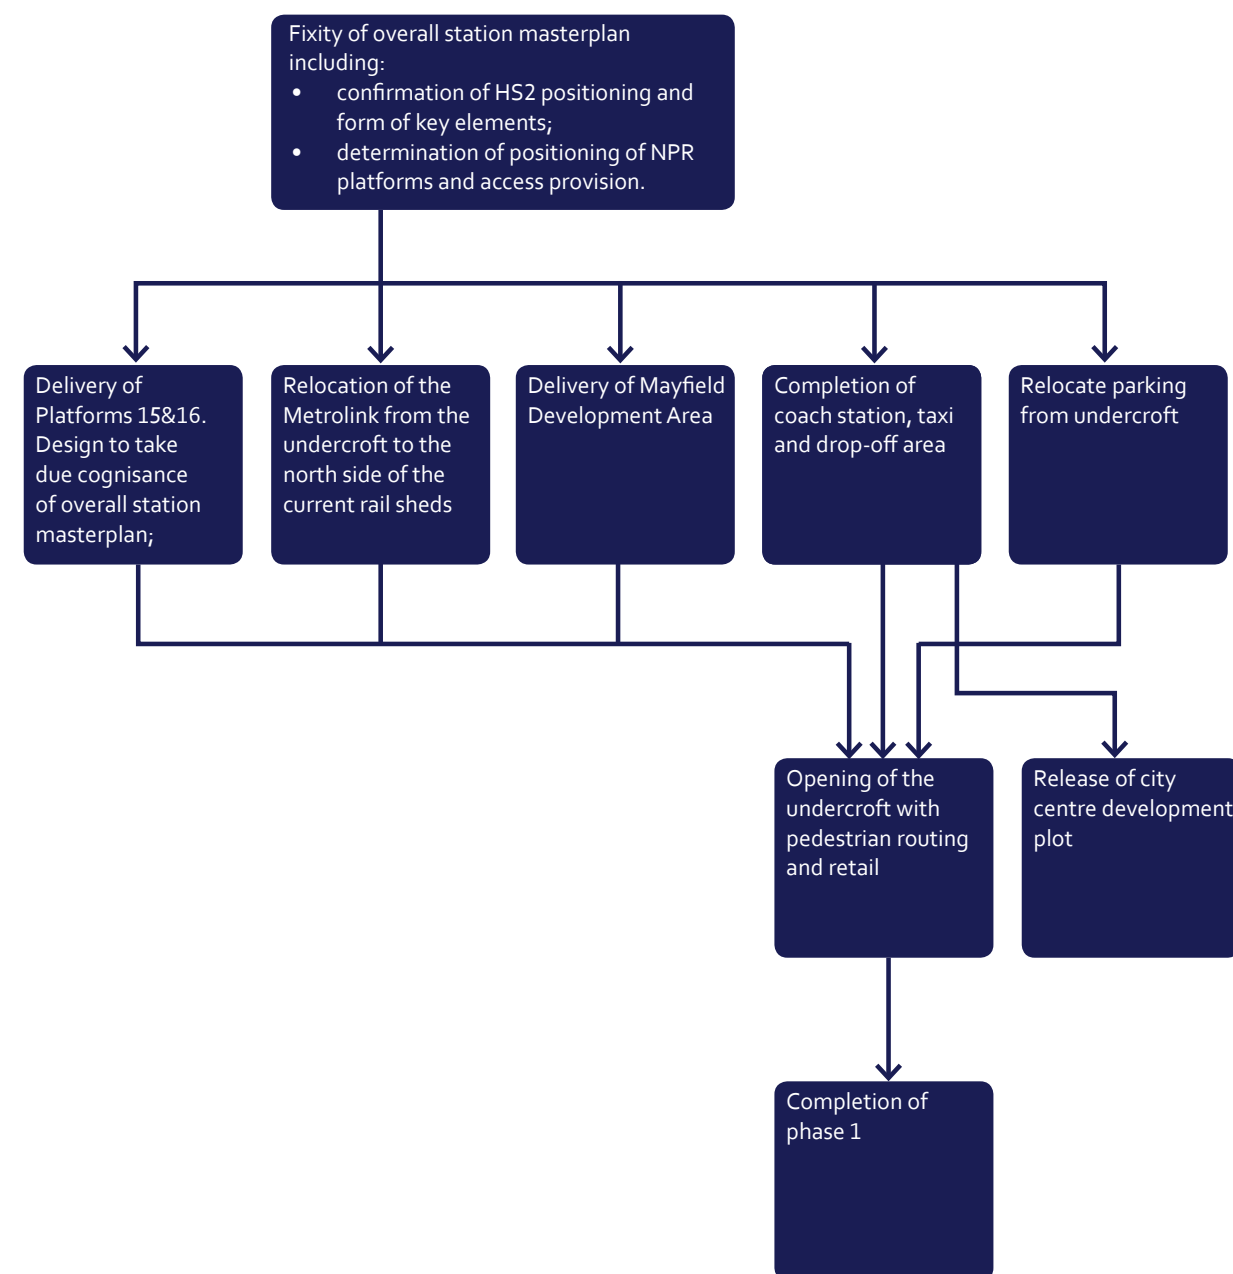 Fixity of overall station masterplan
including:
• confirmation of HS2 positioning and
form of key elements;
• determination of positioning of NPR
platforms and access provision.
Delivery of
Platforms 15&16.
Design to take
due cognisance
of overall station
masterplan;
Relocation of the
Metrolink from the
undercroft to the
north side of the
current rail sheds
Delivery of Mayfield
Development Area
Completion of
coach station, taxi
and drop-off area
Relocate parking
from undercroft
Opening of the
undercroft with
pedestrian routing
and retail
Release of city
centre development
plot
Completion of
phase 1